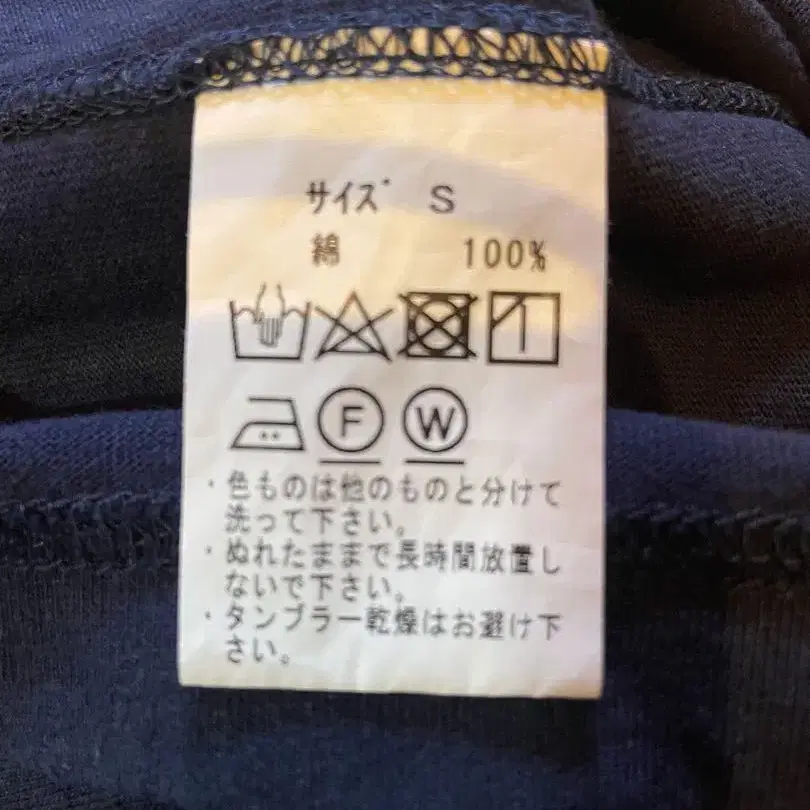 サイズ S
綿 100%
F W
・色ものは他のものと分けて
洗って下さい。
・ぬれたままで長時間放置し
ないで下さい。
・タンブラー乾燥はお避け下
さい。